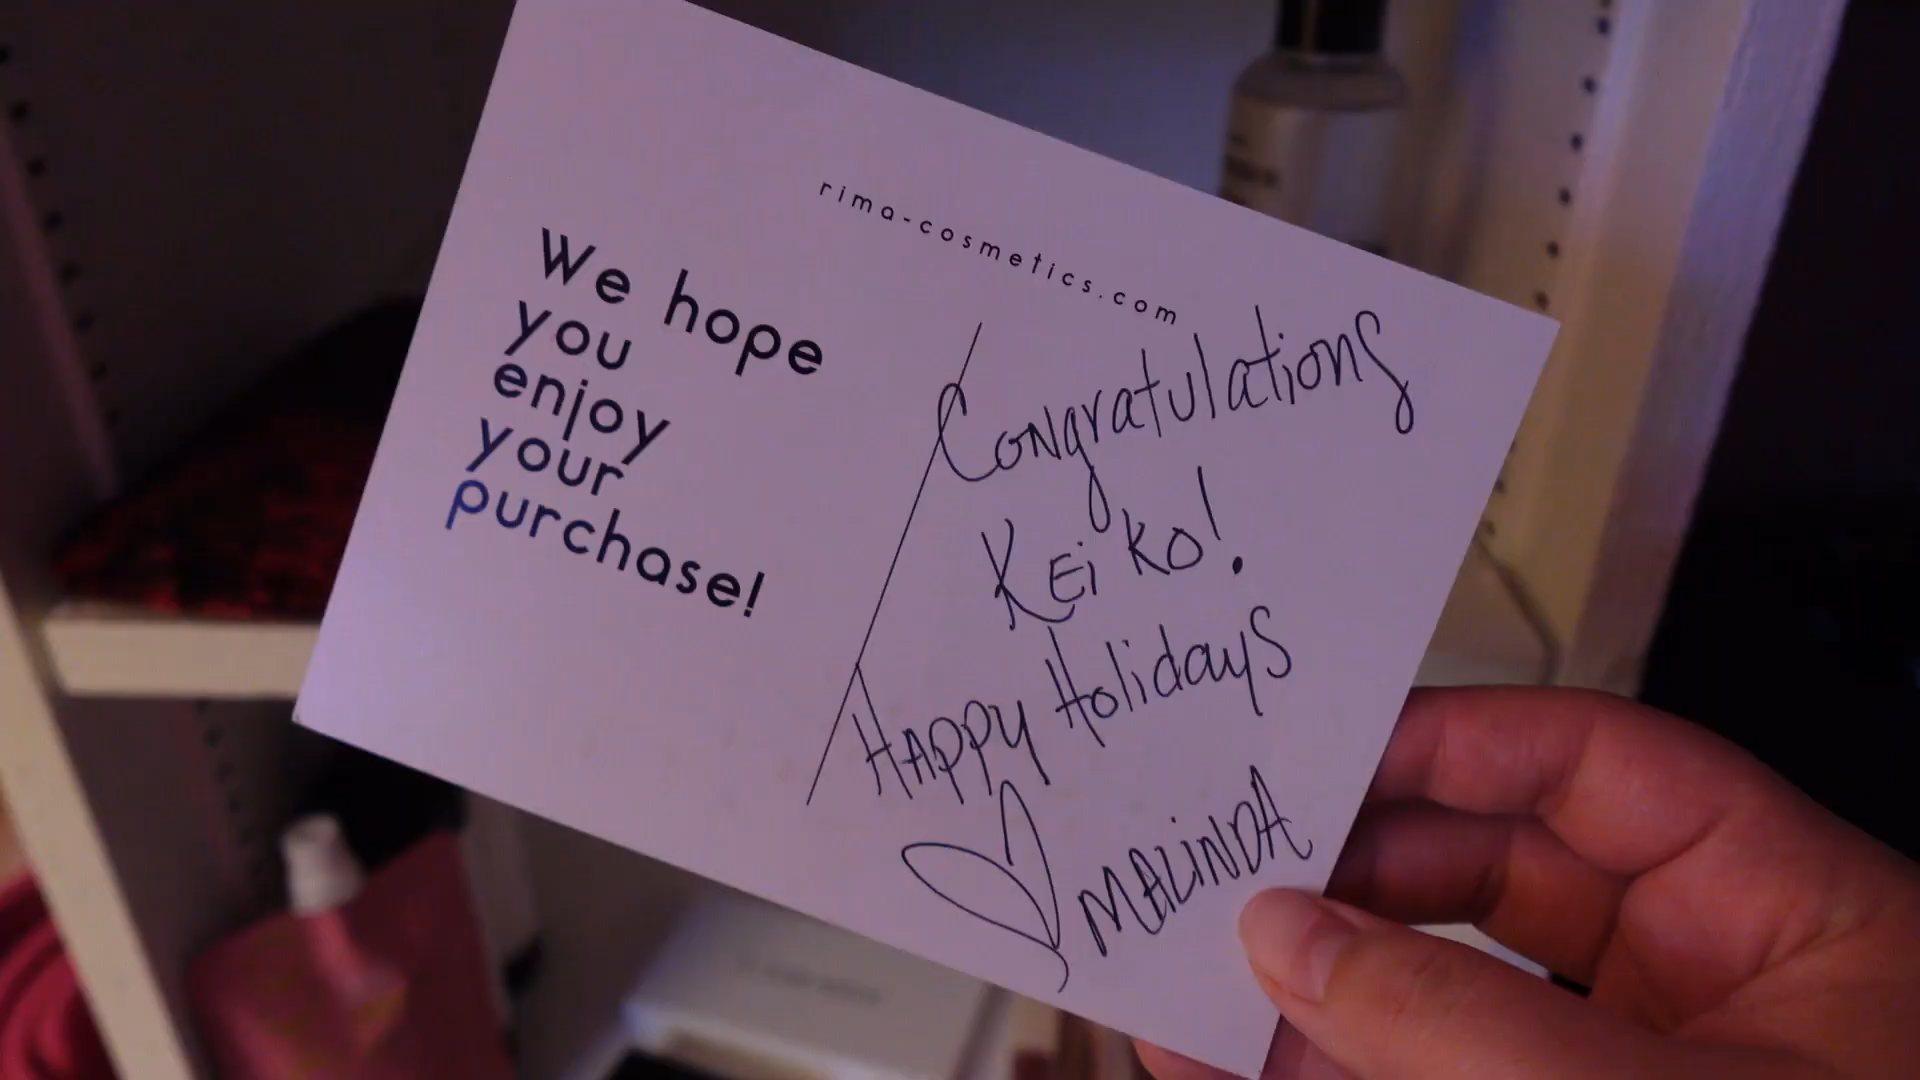 rima-cosmetics.com
We hope
you
enjoy
your
purchase!
Congratulations
Keiko!
Happy Holidays
MALINDA